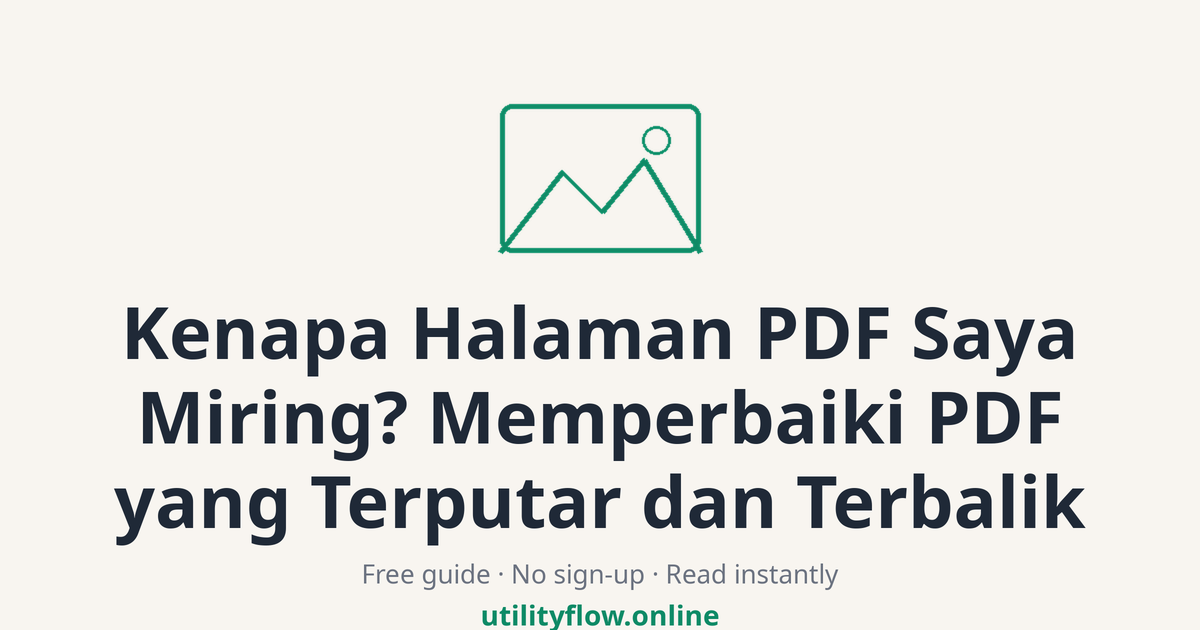 Kenapa Halaman PDF Saya
Miring? Memperbaiki PDF
yang Terputar dan Terbalik
Free guide · No sign-up · Read instantly
utilityflow.online